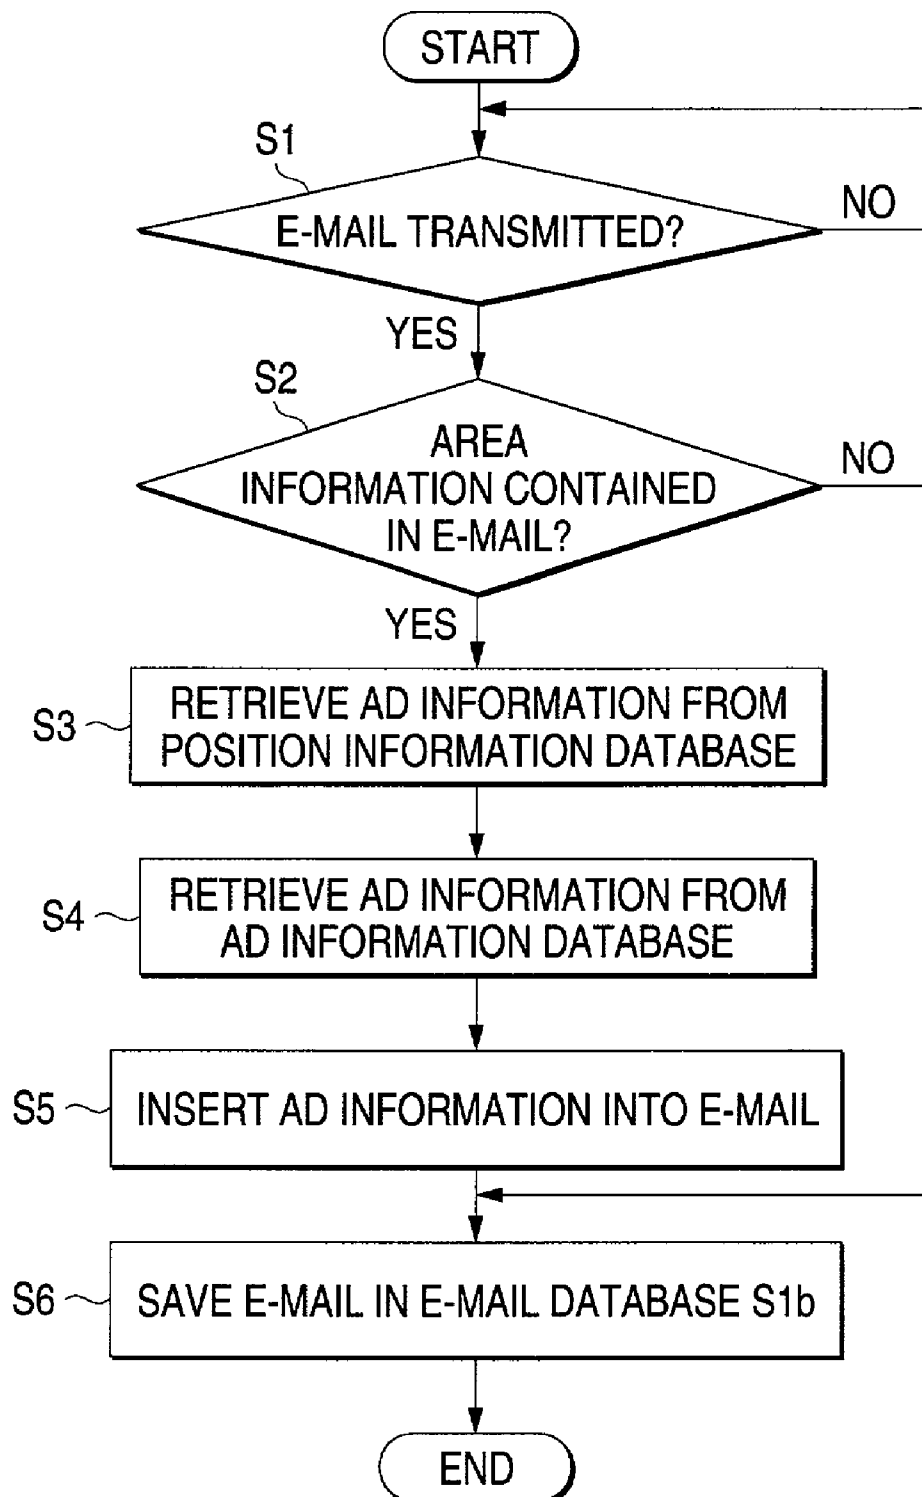 START
S1
E-MAIL TRANSMITTED?
NO
YES
S2
AREA
INFORMATION CONTAINED
IN E-MAIL?
NO
YES
S3
RETRIEVE AD INFORMATION FROM
POSITION INFORMATION DATABASE
S4
RETRIEVE AD INFORMATION FROM
AD INFORMATION DATABASE
S5
INSERT AD INFORMATION INTO E-MAIL
S6
SAVE E-MAIL IN E-MAIL DATABASE S1b
END